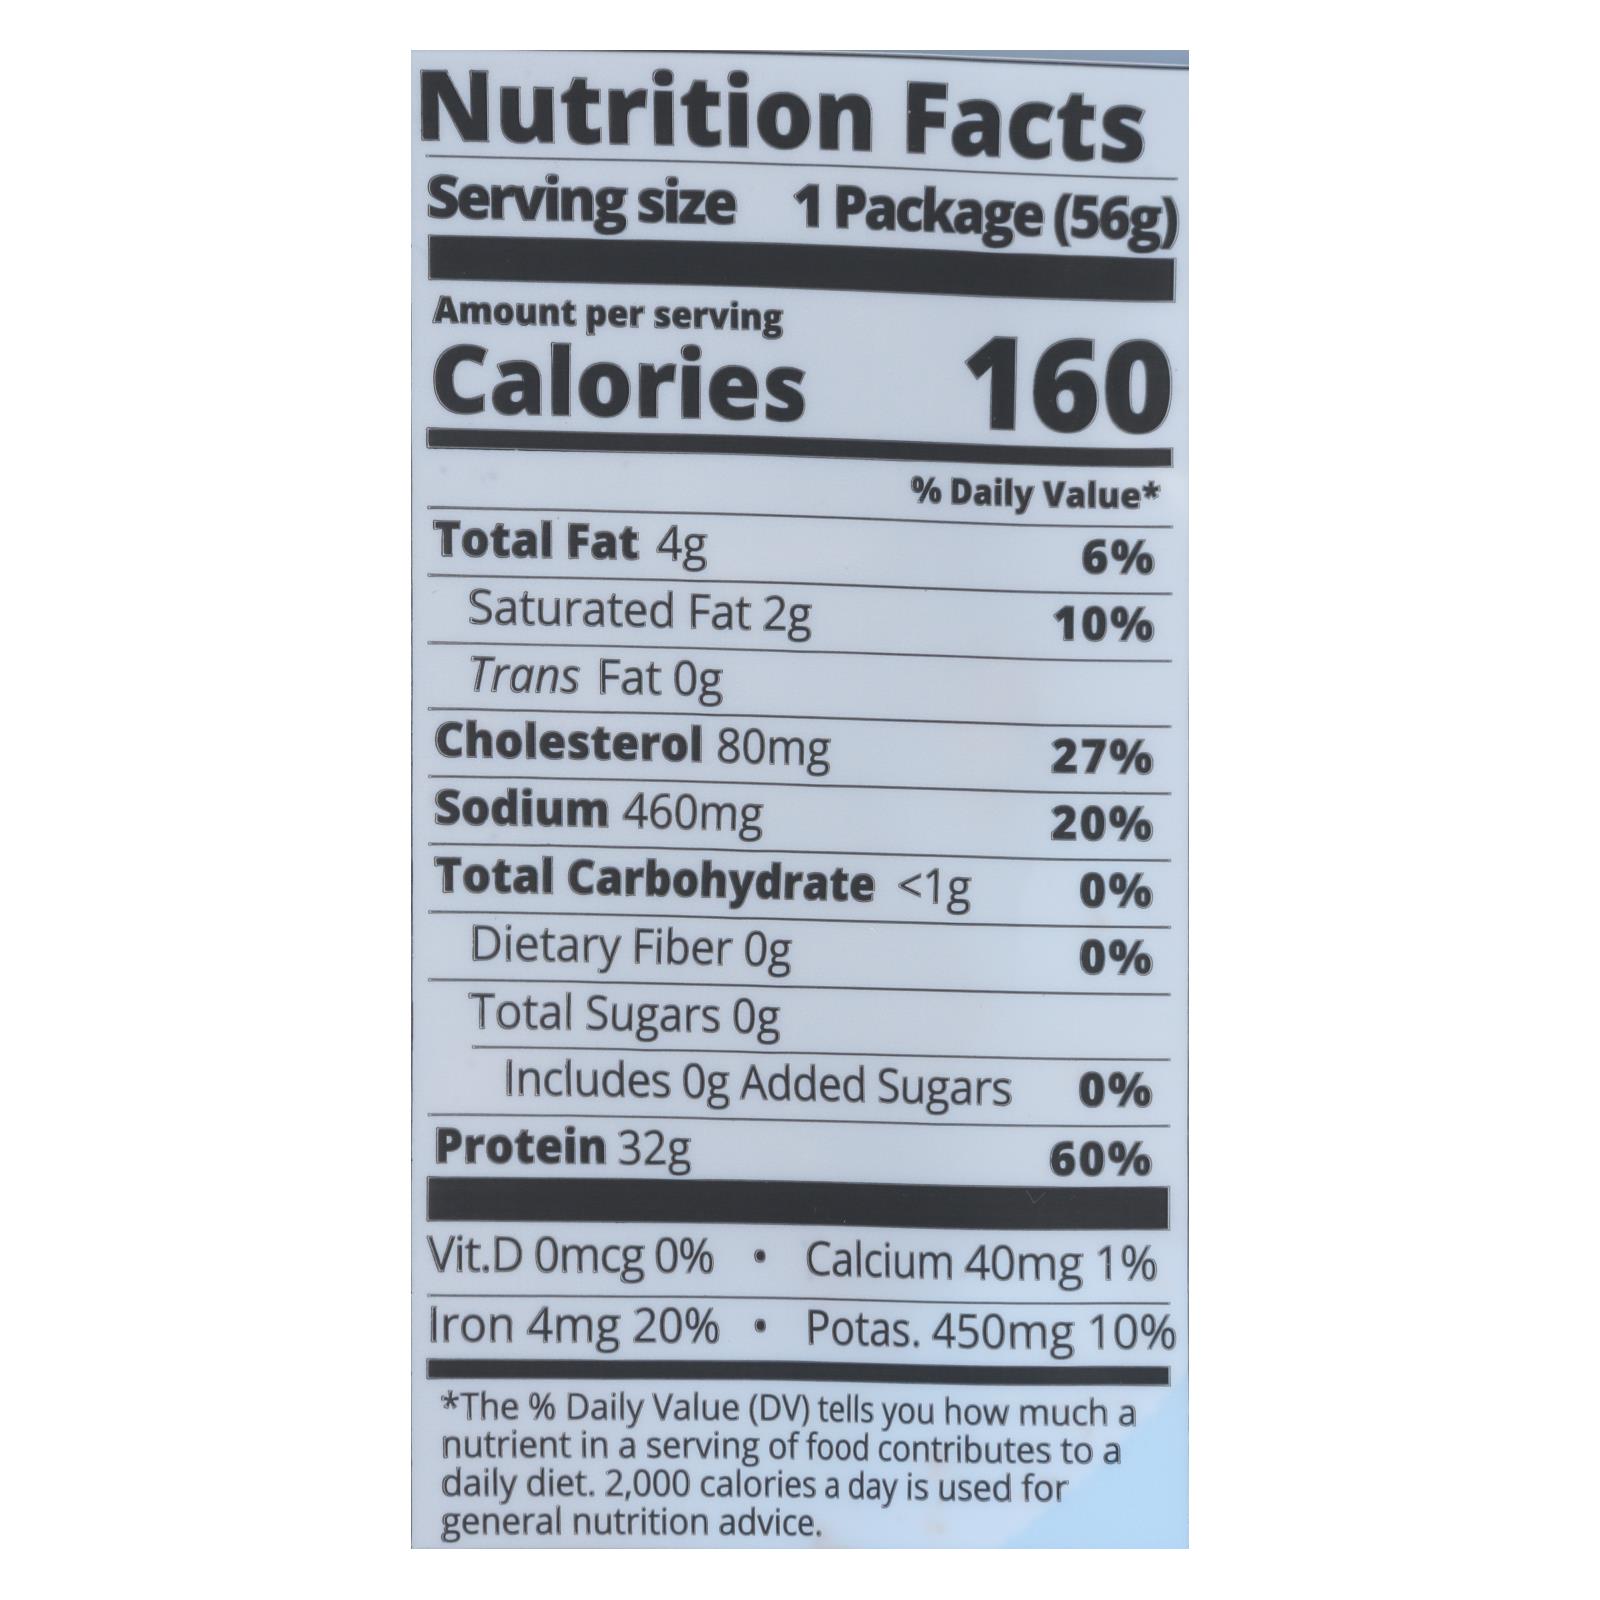 Nutrition Facts
Serving size 1 Package (56g)
Amount per serving
Calories 160
% Daily Value*
Total Fat 4g 6%
Saturated Fat 2g 10%
Trans Fat 0g
Cholesterol 80mg 27%
Sodium 460mg 20%
Total Carbohydrate <1g 0%
Dietary Fiber 0g 0%
Total Sugars 0g
Includes 0g Added Sugars 0%
Protein 32g 60%
Vit.D 0mcg 0% • Calcium 40mg 1%
Iron 4mg 20% • Potas. 450mg 10%
*The % Daily Value (DV) tells you how much a
nutrient in a serving of food contributes to a
daily diet. 2,000 calories a day is used for
general nutrition advice.